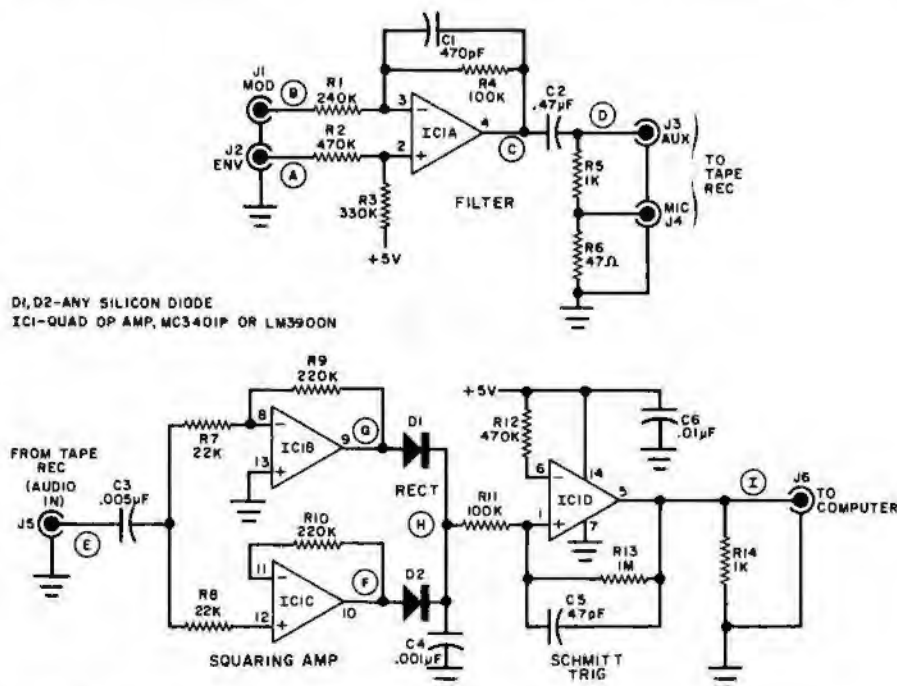 J1
MOD
B
R1
240K
C1
470pF
R4
100K
3
−
IC1A
4
C
C2
.47µF
D
J3
AUX
J2
ENV
A
R2
470K
2
+
R3
330K
+5V
FILTER
R5
1K
MIC
J4
TO
TAPE
REC
R6
47Ω
D1, D2-ANY SILICON DIODE
IC1-QUAD OP AMP, MC3401P OR LM3900N
R9
220K
R7
22K
8
−
IC1B
9
G
D1
13
+
RECT
FROM TAPE
REC
(AUDIO
IN)
J5
C3
.005µF
E
R10
220K
11
−
IC1C
F
10
D2
R8
22K
12
+
SQUARING AMP
H
C4
.001µF
R11
100K
+5V
R12
470K
6
−
14
IC1D
5
1
+
7
C6
.01µF
I
J6
TO
COMPUTER
R13
1M
C5
47pF
R14
1K
SCHMITT
TRIG